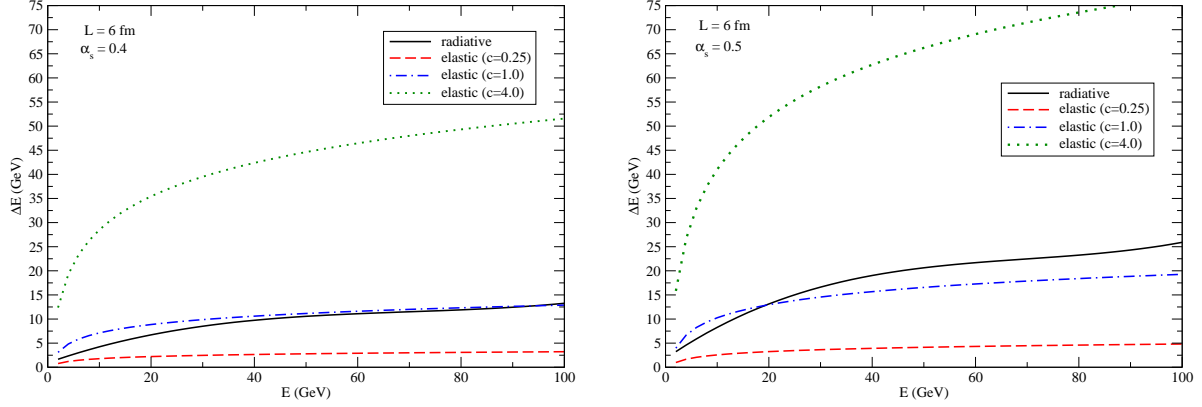 L = 6 fm
α_s = 0.4
radiative
elastic (c=0.25)
elastic (c=1.0)
elastic (c=4.0)
75
70
65
60
55
50
45
40
35
30
25
20
15
10
5
0
ΔE (GeV)
0 20 40 60 80 100
E (GeV)
L = 6 fm
α_s = 0.5
radiative
elastic (c=0.25)
elastic (c=1.0)
elastic (c=4.0)
75
70
65
60
55
50
45
40
35
30
25
20
15
10
5
0
ΔE (GeV)
0 20 40 60 80 100
E (GeV)